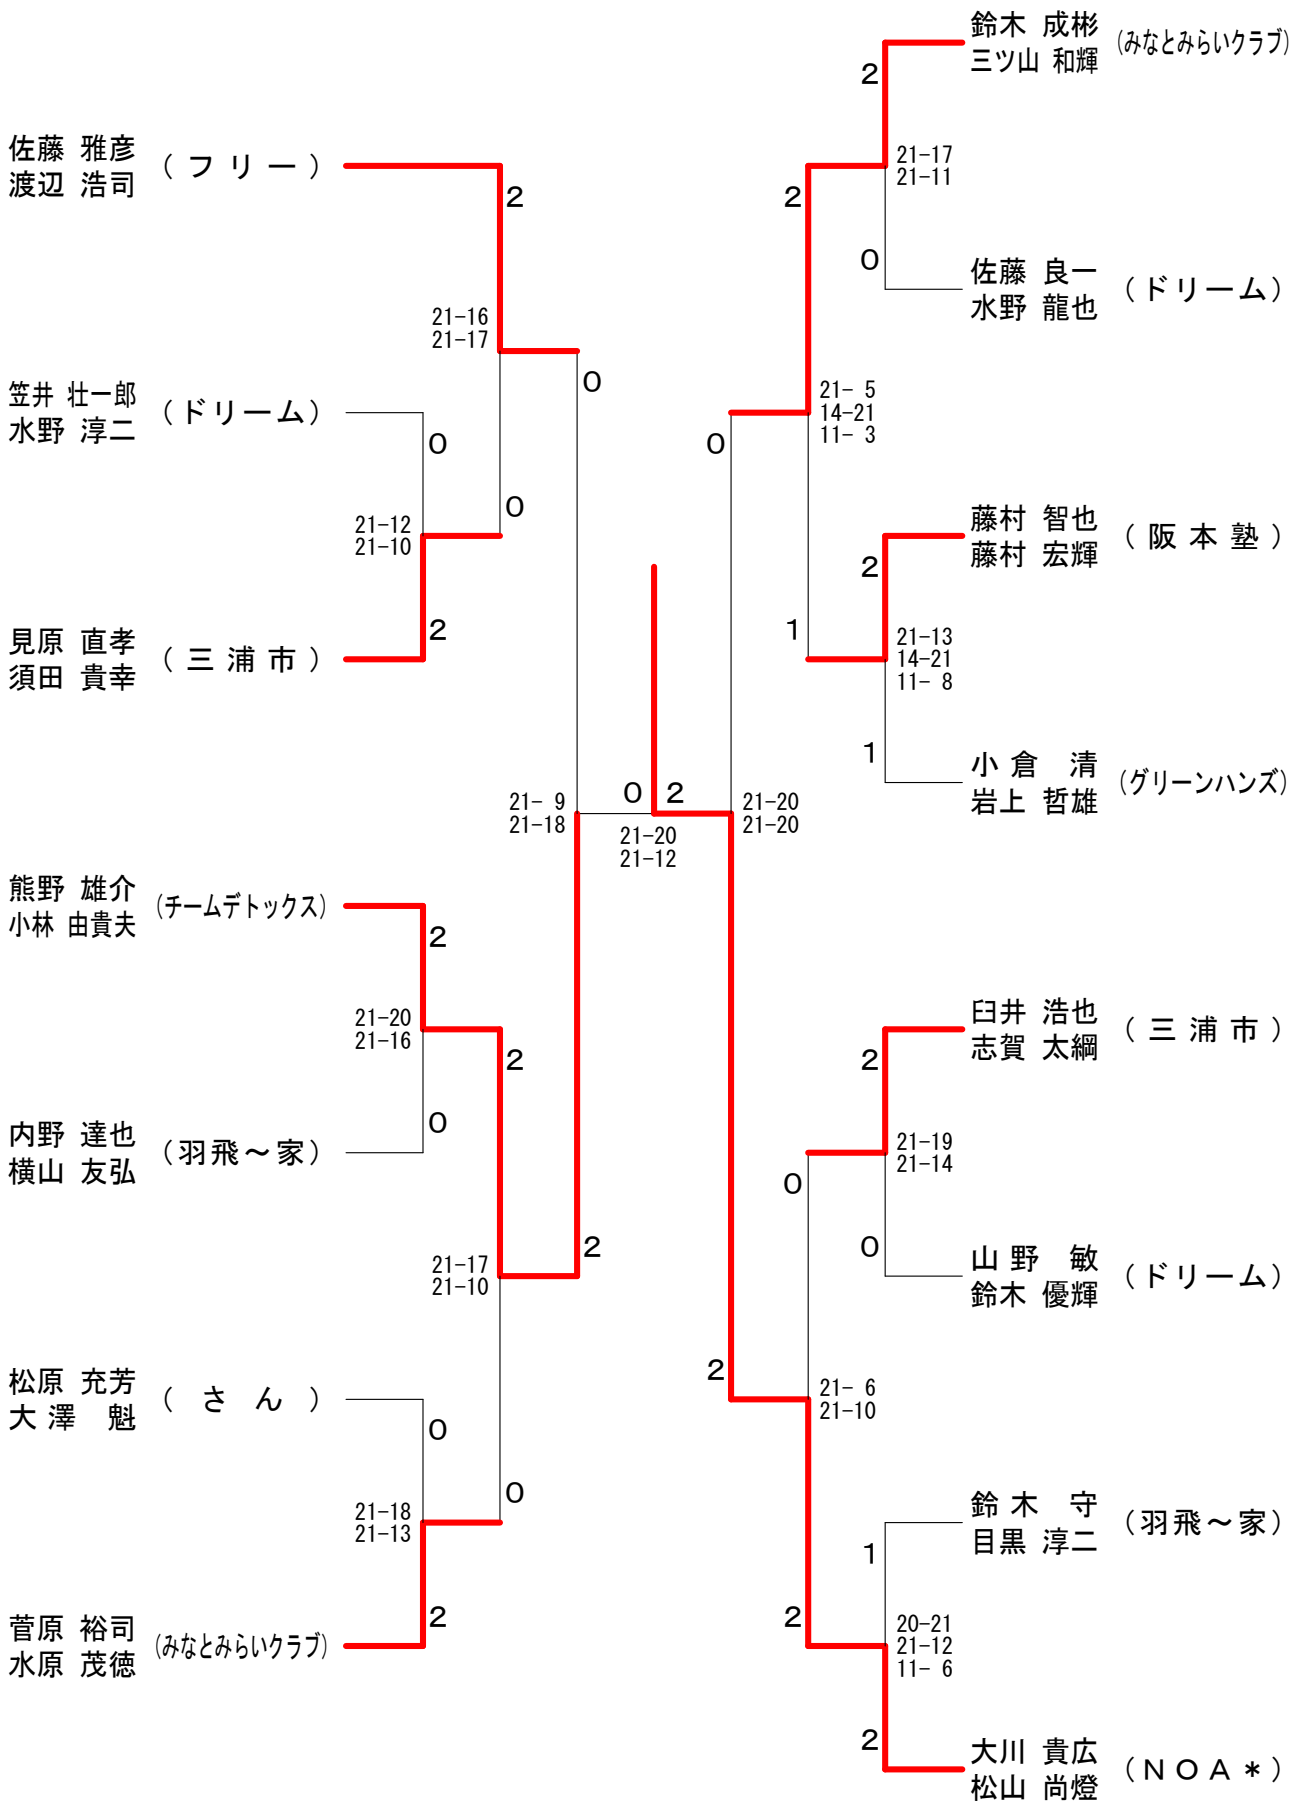 佐藤 雅彦
渡辺 浩司
(フリー)
2
21-16
21-17
0
笠井 壮一郎
水野 淳二
(ドリーム)
0
0
21-12
21-10
見原 直孝
須田 貴幸
(三浦市)
2
21- 9
21-18
熊野 雄介
小林 由貴夫
(チームデトックス)
2
21-20
21-16
2
内野 達也
横山 友弘
(羽飛～家)
0
2
21-17
21-10
松原 充芳
大澤 魁
(さん)
0
0
21-18
21-13
菅原 裕司
水原 茂徳
(みなとみらいクラブ)
2
0 2
21-20
21-12
鈴木 成彬
三ツ山 和輝
(みなとみらいクラブ)
2
21-17
21-11
2
0
佐藤 良一
水野 龍也
(ドリーム)
21- 5
14-21
11- 3
0
藤村 智也
藤村 宏輝
(阪本塾)
2
1
21-13
14-21
11- 8
1
小倉 清
岩上 哲雄
(グリーンハンズ)
21-20
21-20
臼井 浩也
志賀 太綱
(三浦市)
2
21-19
21-14
0
0
山野 敏
鈴木 優輝
(ドリーム)
2
21- 6
21-10
鈴木 守
目黒 淳二
(羽飛～家)
1
2
20-21
21-12
11- 6
2
大川 貴広
松山 尚燈
(NOA*)